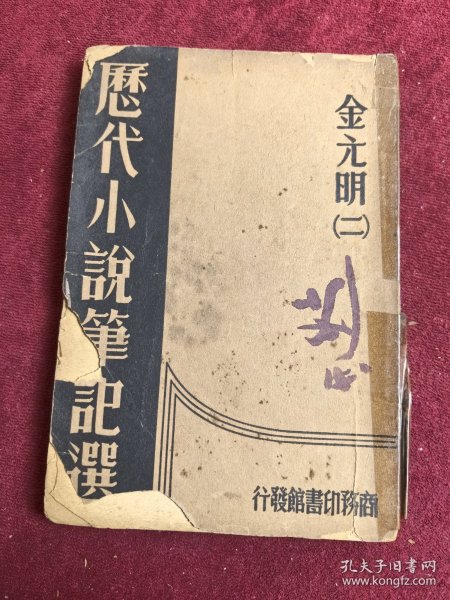 歷代小說筆記選
金元明
(二)
商務印書館發行
孔夫子旧书网
www.kongfz.com